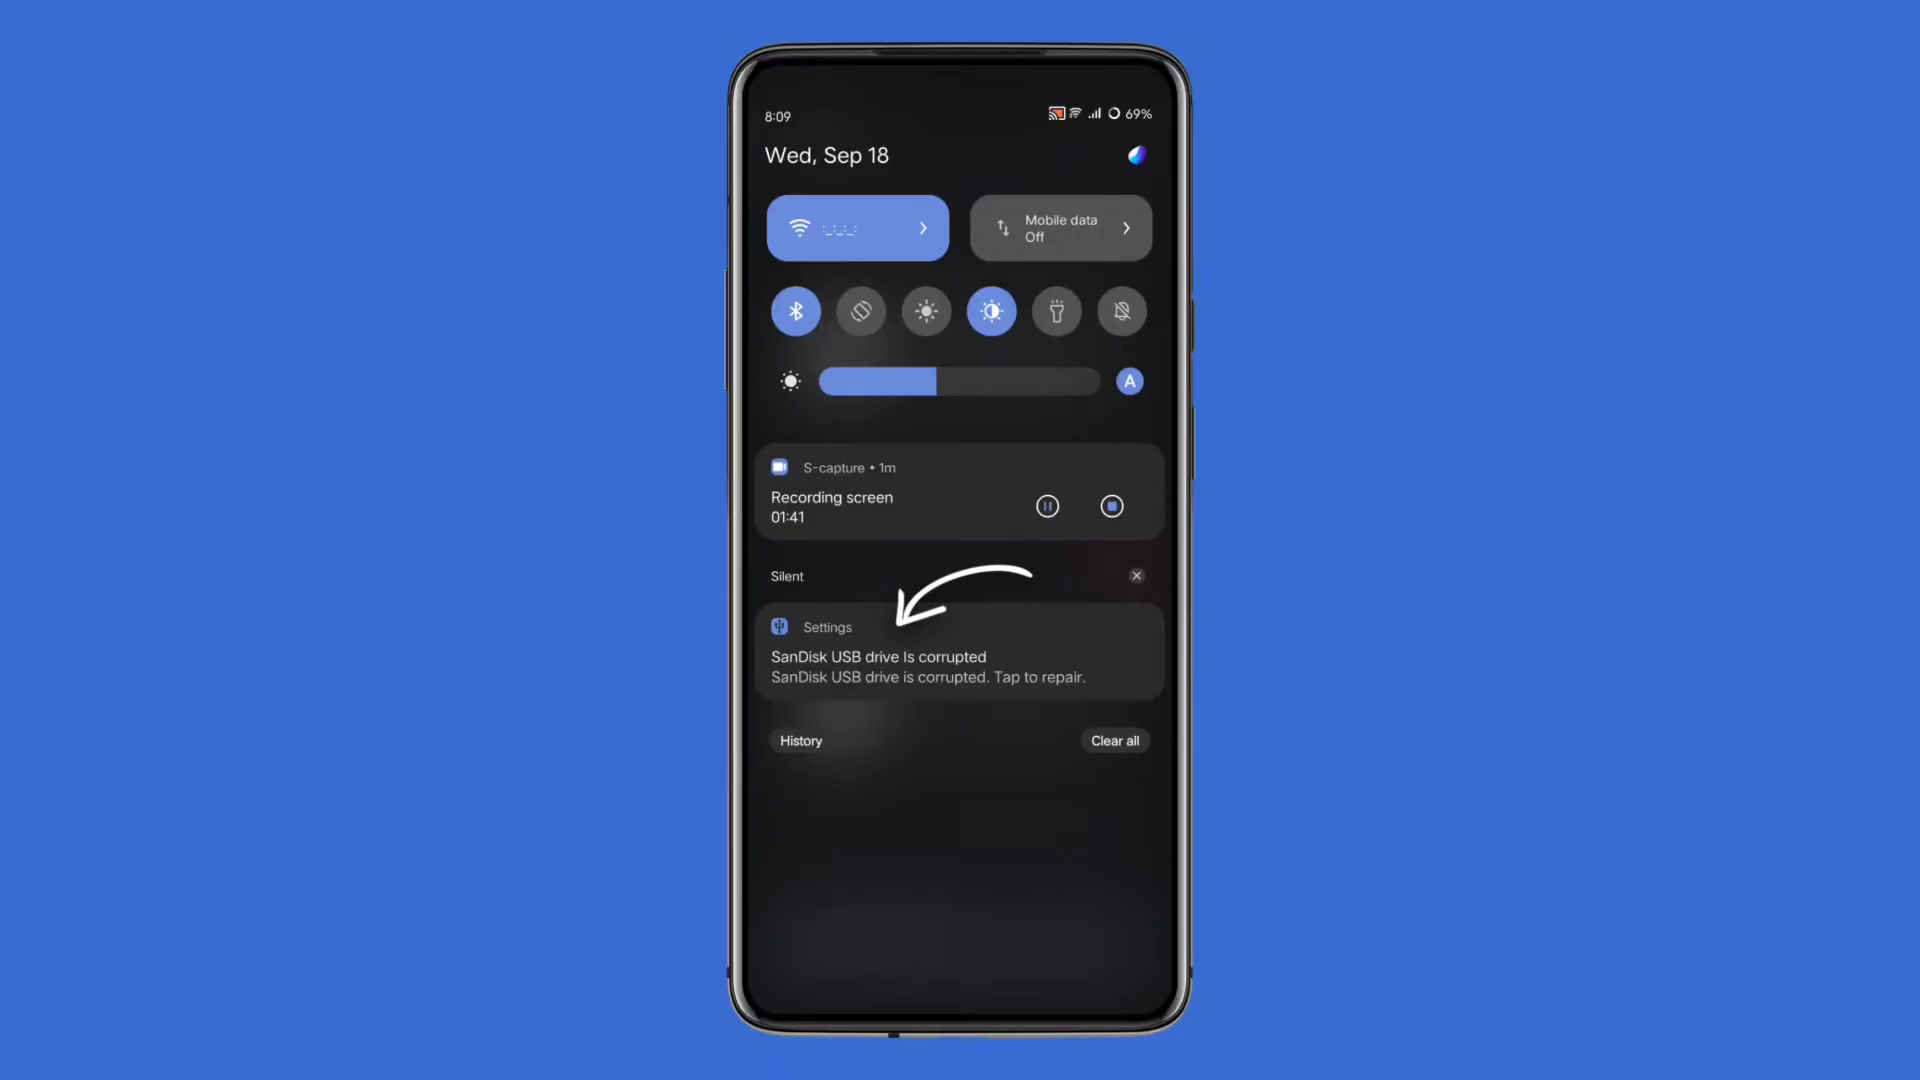 8:09
69%
Wed, Sep 18
Mobile data
Off
A
S-capture • 1m
Recording screen
01:41
Silent
Settings
SanDisk USB drive Is corrupted
SanDisk USB drive is corrupted. Tap to repair.
History
Clear all